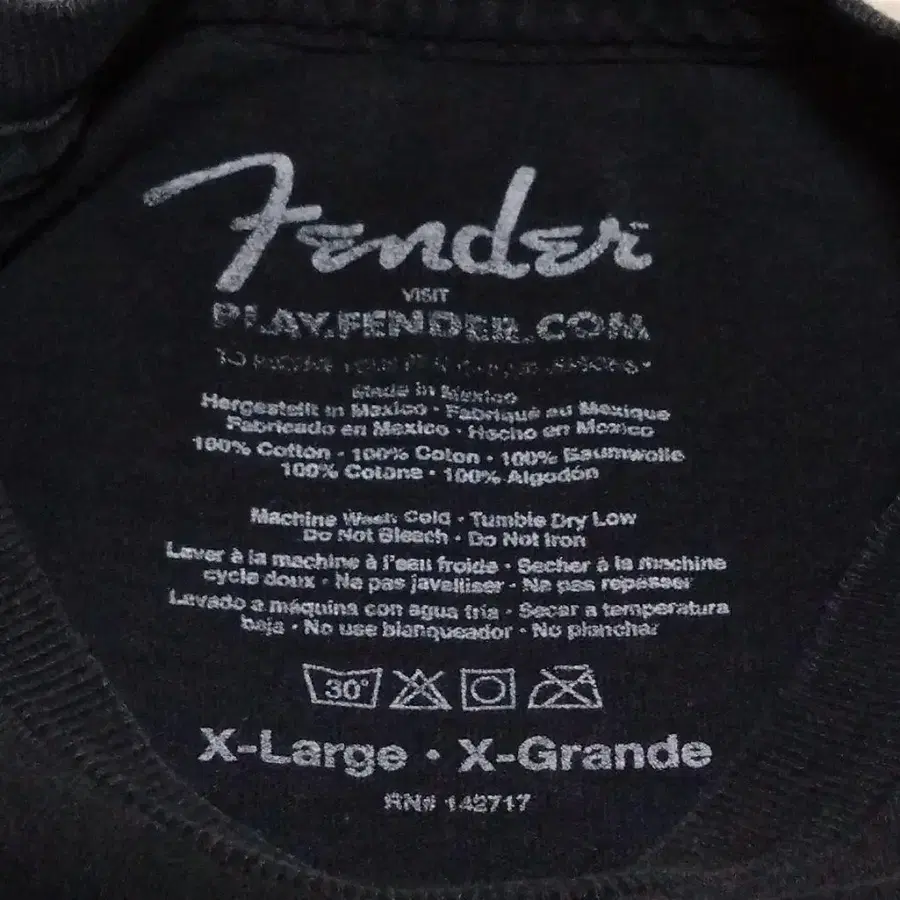 Fender
VISIT
PLAY.FENDER.COM
TO
Made in Mexico
Hergestellt in Mexico · Fabriqué au Mexique
Fabricado en Mexico · Hecho en Mexico
100% Cotton · 100% Coton · 100% Baumwolle
100% Cotone · 100% Algodón
Machine Wash Cold · Tumble Dry Low
Do Not Bleach · Do Not Iron
Laver à la machine à l'eau froide · Secher à la machine
cycle doux · Ne pas javelliser · Ne pas repasser
Lavado a máquina con agua fria · Secar a temperatura
baja · No use blanqueador · No planchar
30°
X-Large · X-Grande
RN# 142717